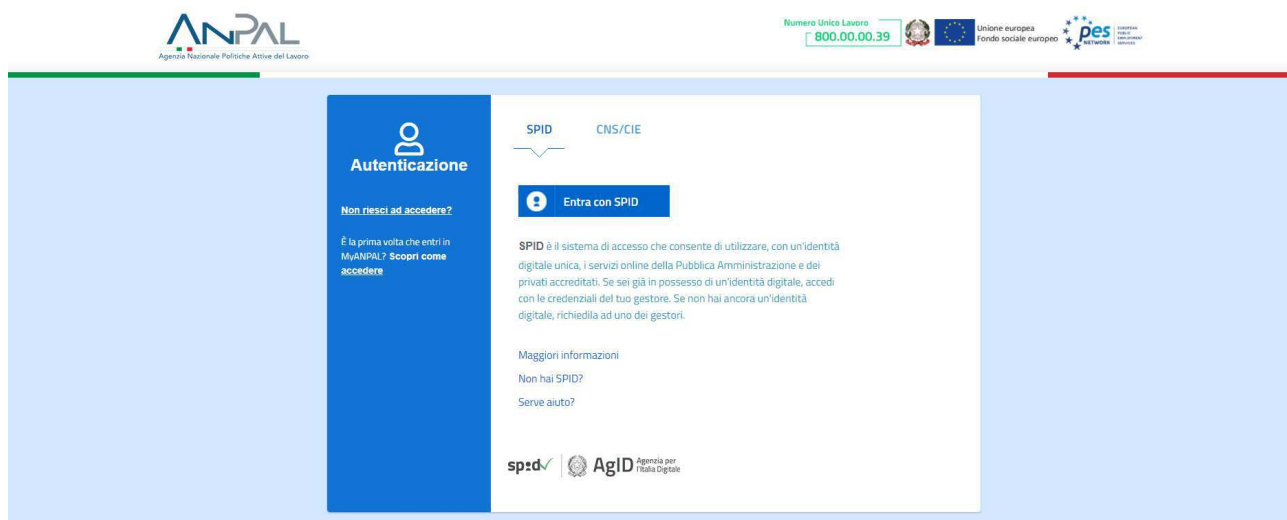 ANPAL
Agenzia Nazionale Politiche Attive del Lavoro
Numero Unico Lavoro
800.00.00.39
Unione europea
Fondo sociale europeo
pes
NETWORK
EUROPEAN
PUBLIC
EMPLOYMENT
SERVICES
Autenticazione
Non riesci ad accedere?
È la prima volta che entri in
MyANPAL? Scopri come
accedere
SPID
CNS/CIE
Entra con SPID
SPID è il sistema di accesso che consente di utilizzare, con un'identità
digitale unica, i servizi online della Pubblica Amministrazione e dei
privati accreditati. Se sei già in possesso di un'identità digitale, accedi
con le credenziali del tuo gestore. Se non hai ancora un'identità
digitale, richiedila ad uno dei gestori.
Maggiori informazioni
Non hai SPID?
Serve aiuto?
spid
AgID Agenzia per
l'Italia Digitale